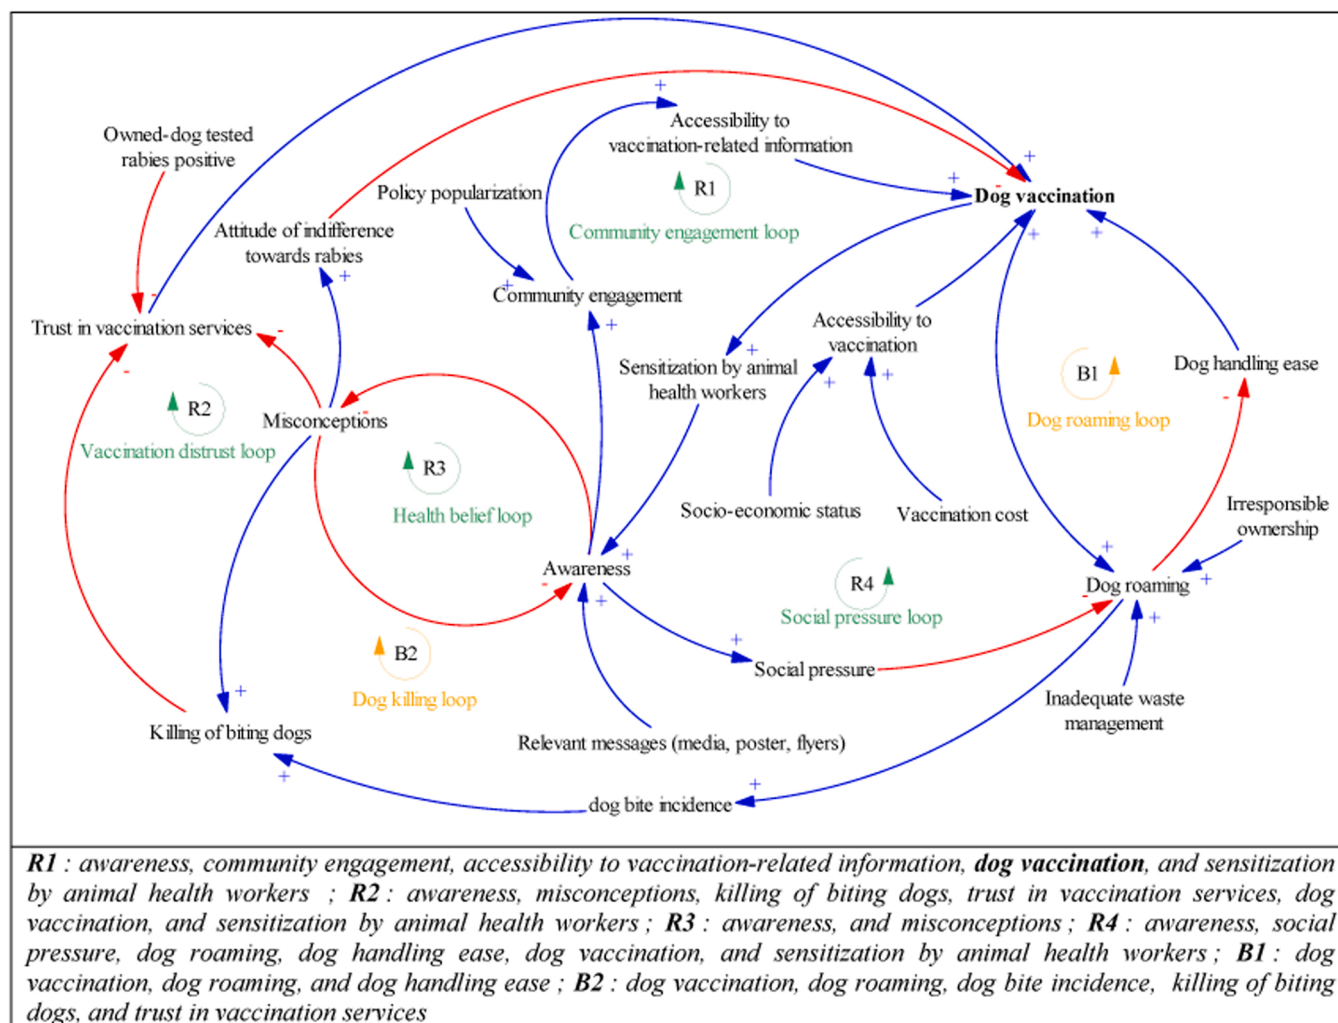 Owned-dog tested
rabies positive
Accessibility to
vaccination-related information
Policy popularization
R1
Community engagement loop
Dog vaccination
Attitude of indifference
towards rabies
Community engagement
Trust in vaccination services
Accessibility to
vaccination
Sensitization by animal
health workers
Dog handling ease
B1
Dog roaming loop
R2
Vaccination distrust loop
Misconceptions
R3
Health belief loop
Socio-economic status
Vaccination cost
Irresponsible
ownership
Awareness
R4
Social pressure loop
Dog roaming
B2
Dog killing loop
Social pressure
Inadequate waste
management
Killing of biting dogs
Relevant messages (media, poster, flyers)
dog bite incidence
R1 : awareness, community engagement, accessibility to vaccination-related information, dog vaccination, and sensitization
by animal health workers ; R2 : awareness, misconceptions, killing of biting dogs, trust in vaccination services, dog
vaccination, and sensitization by animal health workers ; R3 : awareness, and misconceptions ; R4 : awareness, social
pressure, dog roaming, dog handling ease, dog vaccination, and sensitization by animal health workers ; B1 : dog
vaccination, dog roaming, and dog handling ease ; B2 : dog vaccination, dog roaming, dog bite incidence, killing of biting
dogs, and trust in vaccination services